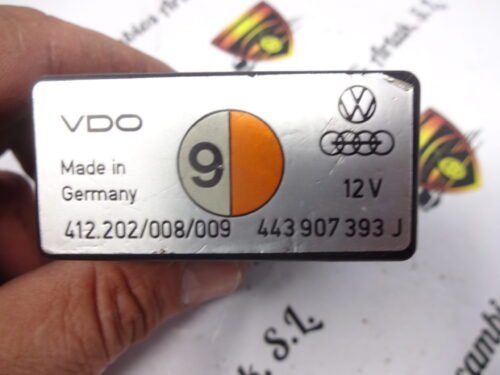 VDO
9
Made in
Germany
12 V
412.202/008/009 443 907 393 J
S.L.